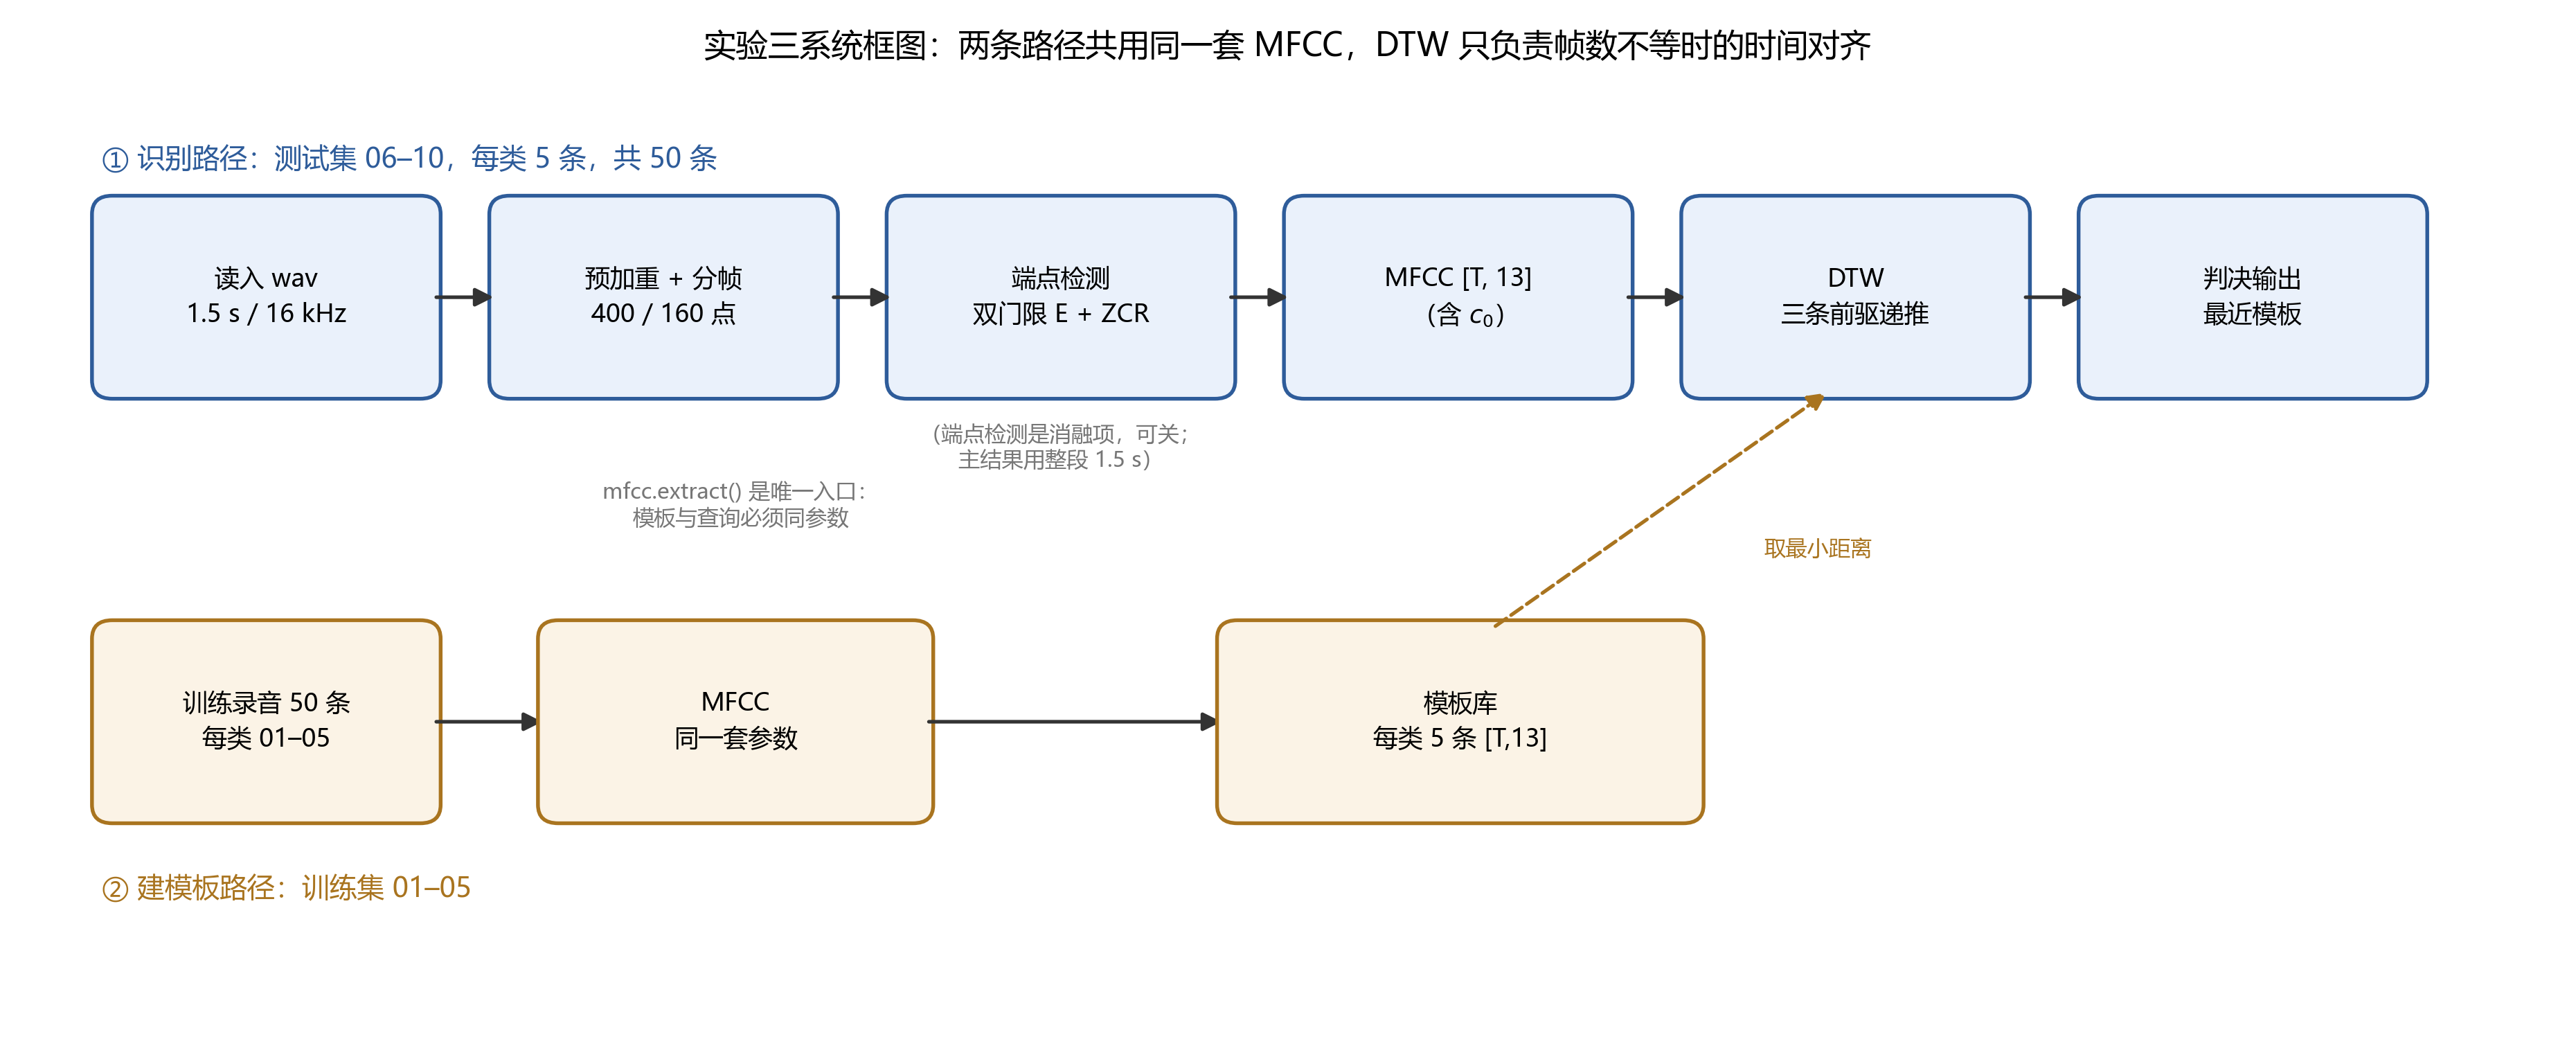 实验三系统框图：两条路径共用同一套 MFCC，DTW 只负责帧数不等时的时间对齐
① 识别路径：测试集 06–10，每类 5 条，共 50 条
读入 wav
1.5 s / 16 kHz
预加重 + 分帧
400 / 160 点
端点检测
双门限 E + ZCR
MFCC [T, 13]
（含 c₀）
DTW
三条前驱递推
判决输出
最近模板
（端点检测是消融项，可关；
主结果用整段 1.5 s）
mfcc.extract() 是唯一入口：
模板与查询必须同参数
取最小距离
训练录音 50 条
每类 01–05
MFCC
同一套参数
模板库
每类 5 条 [T,13]
② 建模板路径：训练集 01–05